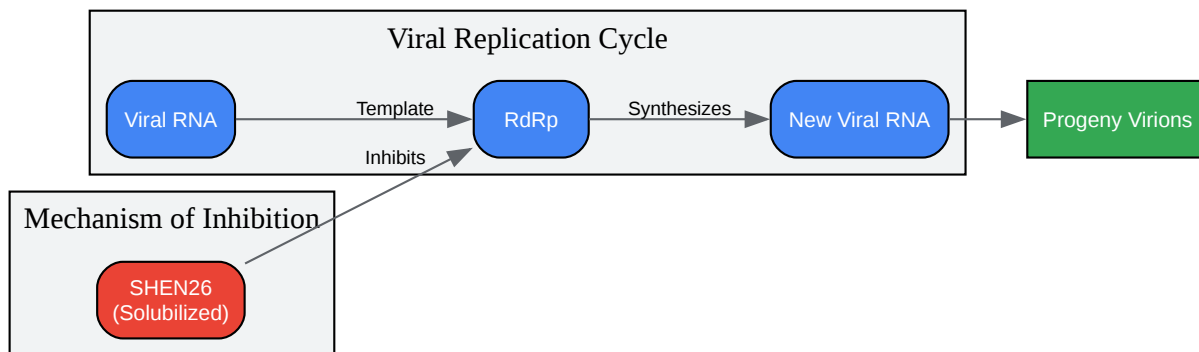 Viral Replication Cycle
Viral RNA
Template
RdRp
Synthesizes
New Viral RNA
Progeny Virions
Inhibits
Mechanism of Inhibition
SHEN26
(Solubilized)